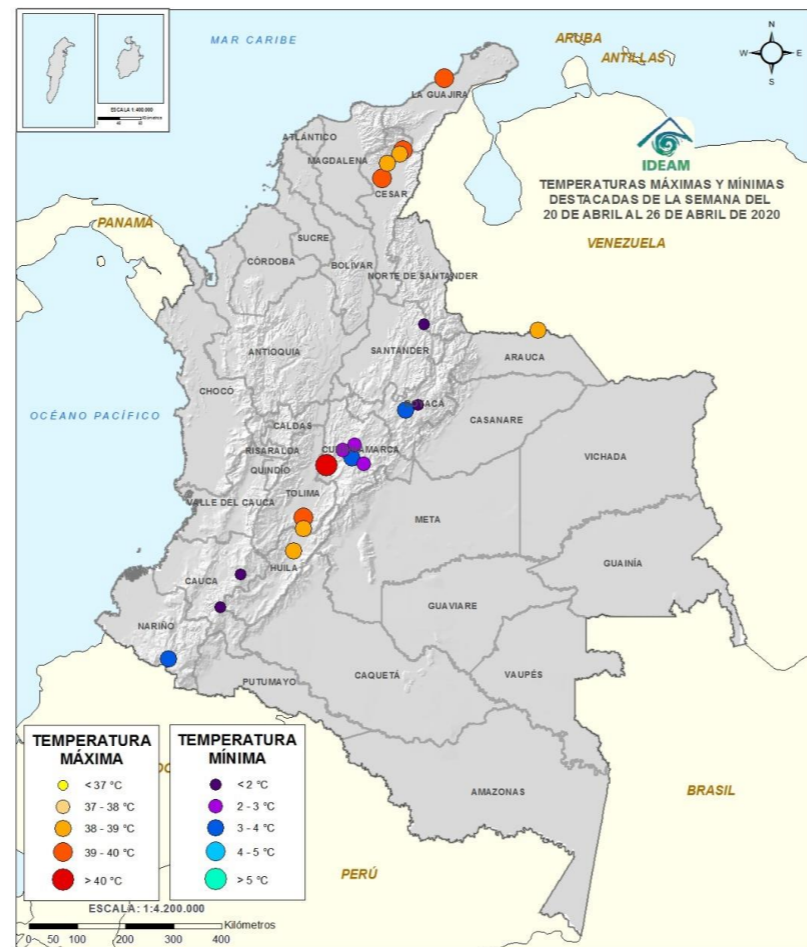 MAR CARIBE
ARUBA
ANTILLAS
N
W
E
S
ESCALA 1:400.000
Kilómetros
LA GUAJIRA
ATLÁNTICO
MAGDALENA
CESAR
IDEAM
TEMPERATURAS MÁXIMAS Y MÍNIMAS
DESTACADAS DE LA SEMANA DEL
20 DE ABRIL AL 26 DE ABRIL DE 2020
PANAMÁ
VENEZUELA
SUCRE
CÓRDOBA
BOLÍVAR
NORTE DE SANTANDER
ANTIOQUIA
SANTANDER
ARAUCA
CHOCÓ
OCÉANO PACÍFICO
CASANARE
CALDAS
RISARALDA
QUINDÍO
VICHADA
TOLIMA
VALLE DEL CAUCA
META
HUILA
CAUCA
GUAINÍA
GUAVIARE
NARIÑO
PUTUMAYO
CAQUETÁ
VAUPÉS
AMAZONAS
BRASIL
PERÚ
TEMPERATURA
MÁXIMA
< 37 °C
37 - 38 °C
38 - 39 °C
39 - 40 °C
> 40 °C
TEMPERATURA
MÍNIMA
< 2 °C
2 - 3 °C
3 - 4 °C
4 - 5 °C
> 5 °C
ESCALA: 1:4.200.000
Kilómetros
0 50 100 200 300 400